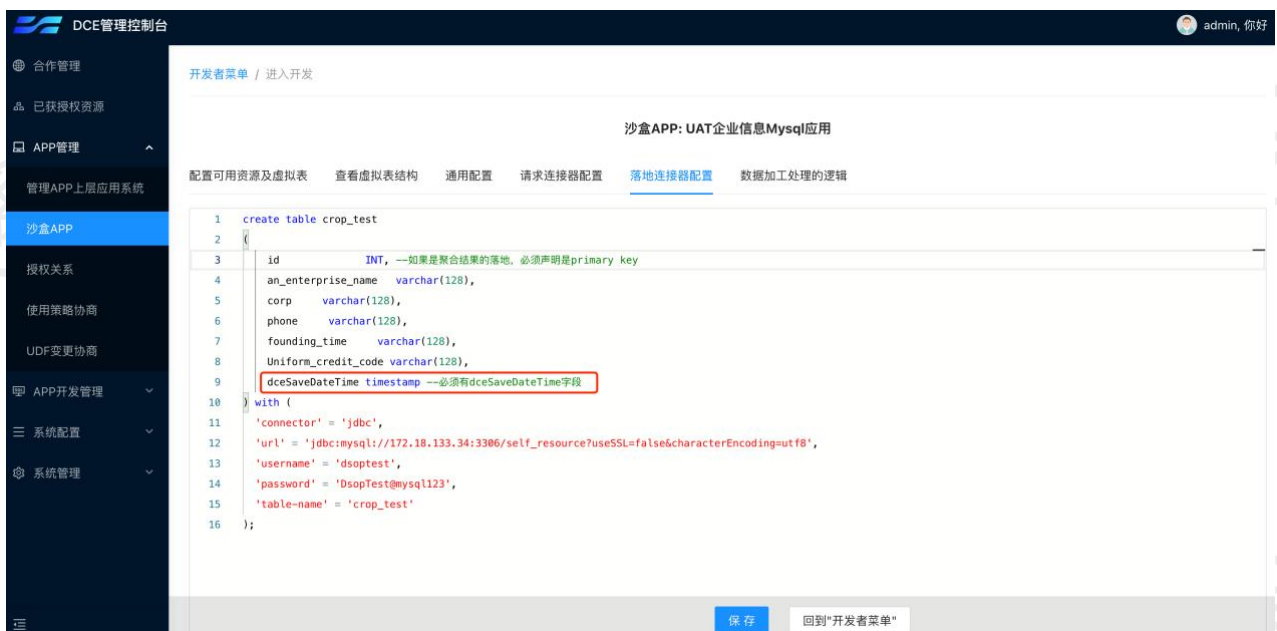 DCE管理控制台
admin, 你好
合作管理
已获授权资源
APP管理
管理APP上层应用系统
沙盒APP
授权关系
使用策略协商
UDF变更协商
APP开发管理
系统配置
系统管理
开发者菜单 / 进入开发
沙盒APP: UAT企业信息Mysql应用
配置可用资源及虚拟表 查看虚拟表结构 通用配置 请求连接器配置 落地连接器配置 数据加工处理的逻辑
1 create table crop_test
2 (
3 id INT, --如果是聚合结果的落地，必须声明是primary key
4 an_enterprise_name varchar(128),
5 corp varchar(128),
6 phone varchar(128),
7 founding_time varchar(128),
8 Uniform_credit_code varchar(128),
9 dceSaveDateTime timestamp --必须有dceSaveDateTime字段
10 ) with (
11 'connector' = 'jdbc',
12 'url' = 'jdbc:mysql://172.18.133.34:3306/self_resource?useSSL=false&characterEncoding=utf8',
13 'username' = 'dsoptest',
14 'password' = 'DsopTest@mysql123',
15 'table-name' = 'crop_test'
16 );
保 存 回到"开发者菜单"